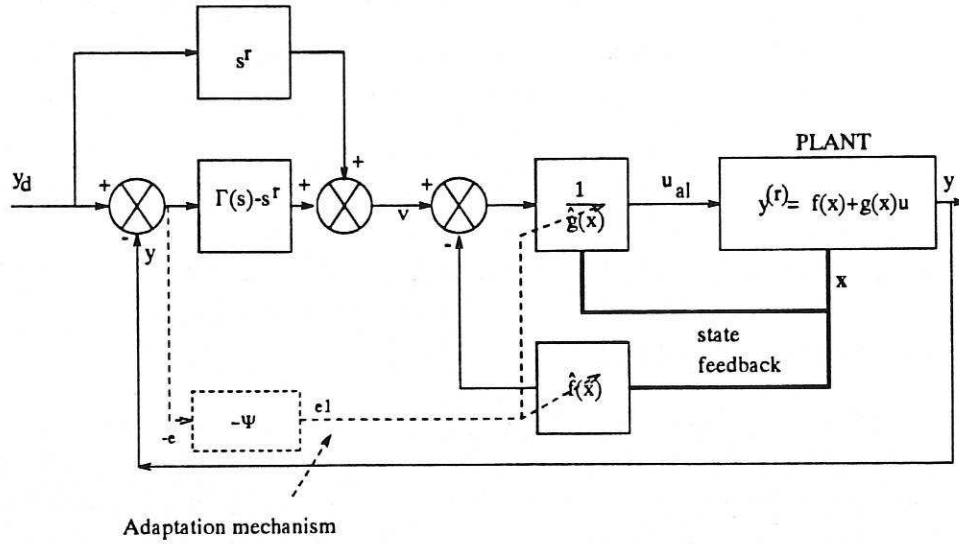 s^r
PLANT
y_d
+
-
y
Γ(s)-s^r
+
+
v
+
-
1
ĝ(x)
u_al
y^(r)= f(x)+g(x)u
y
x
state
feedback
f̂(x)
-e
-Ψ
e1
Adaptation mechanism